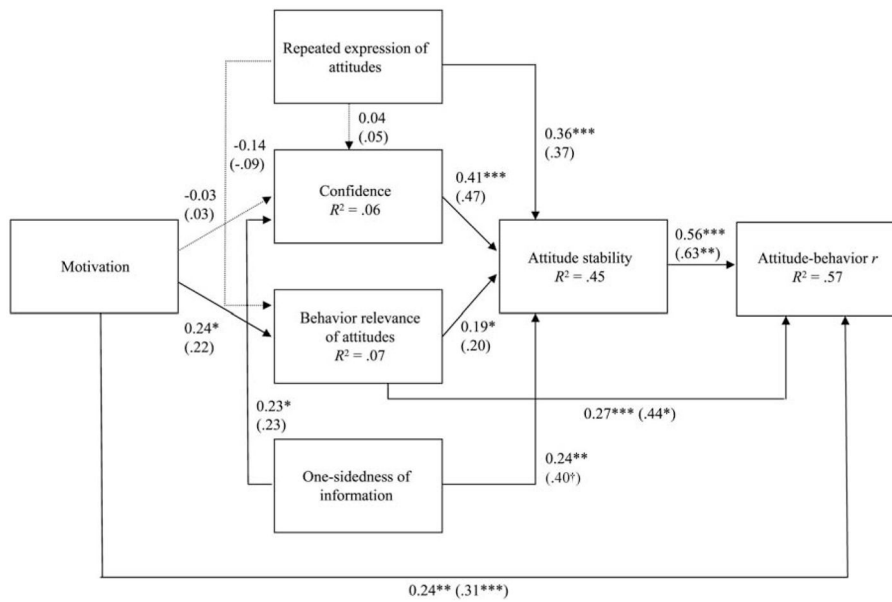 Repeated expression of
attitudes
0.04
(.05)
0.36***
(.37)
-0.14
(-.09)
-0.03
(.03)
Confidence
R² = .06
0.41***
(.47)
Motivation
Attitude stability
R² = .45
0.56***
(.63**)
Attitude-behavior r
R² = .57
0.24*
(.22)
Behavior relevance
of attitudes
R² = .07
0.19*
(.20)
0.27*** (.44*)
0.23*
(.23)
One-sidedness of
information
0.24**
(.40†)
0.24** (.31***)